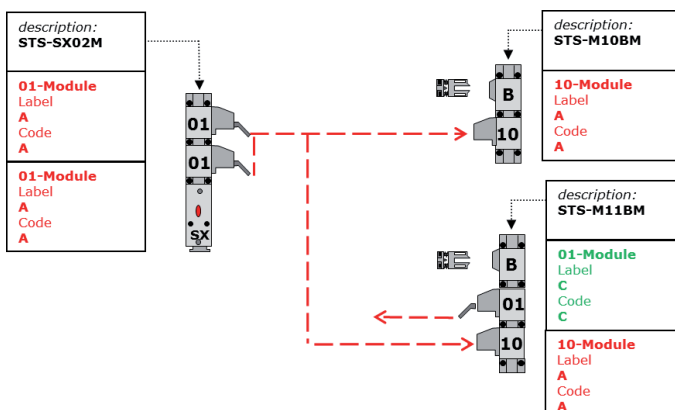 description:
STS-SX02M
01-Module
Label
A
Code
A
01-Module
Label
A
Code
A
01
01
SX
description:
STS-M10BM
10-Module
Label
A
Code
A
B
10
description:
STS-M11BM
01-Module
Label
C
Code
C
10-Module
Label
A
Code
A
B
01
10